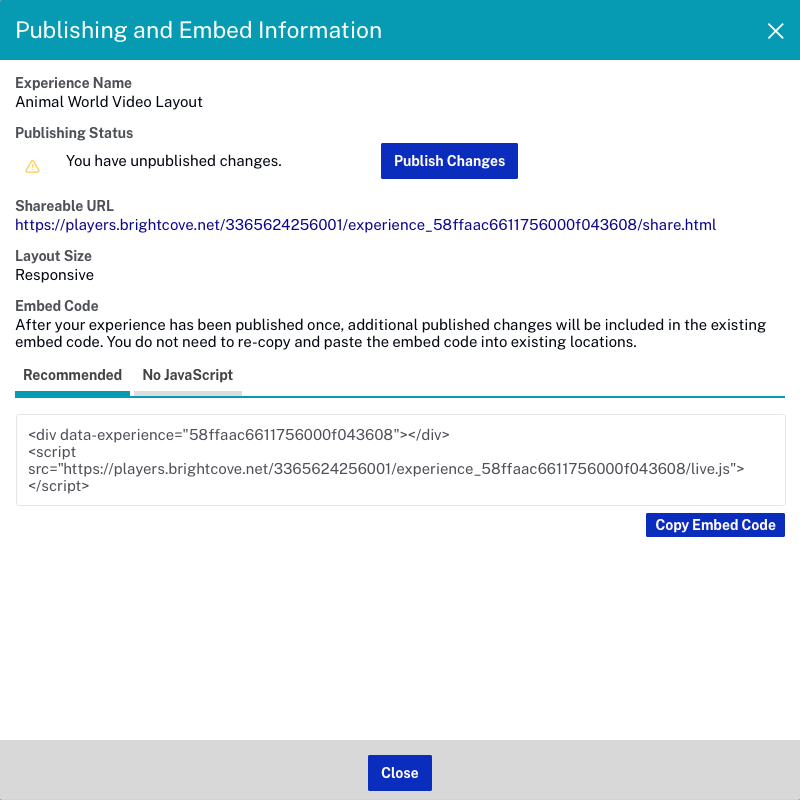 Publishing and Embed Information
Experience Name
Animal World Video Layout
Publishing Status
You have unpublished changes.
Publish Changes
Shareable URL
https://players.brightcove.net/3365624256001/experience_58ffaac6611756000f043608/share.html
Layout Size
Responsive
Embed Code
After your experience has been published once, additional published changes will be included in the existing
embed code. You do not need to re-copy and paste the embed code into existing locations.
Recommended No JavaScript
<div data-experience="58ffaac6611756000f043608"></div>
<script
src="https://players.brightcove.net/3365624256001/experience_58ffaac6611756000f043608/live.js">
</script>
Copy Embed Code
Close